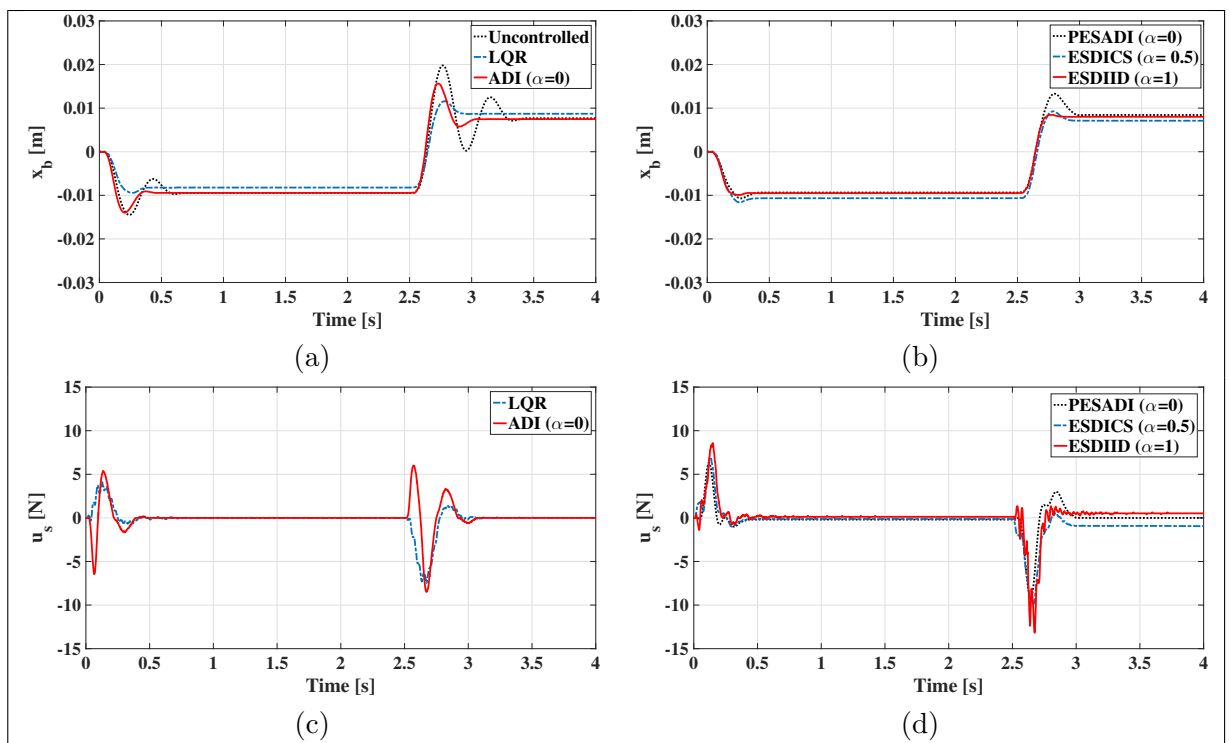 0.03
0.02
0.01
0
-0.01
-0.02
-0.03
x_b [m]
Uncontrolled
LQR
ADI (α=0)
0 0.5 1 1.5 2 2.5 3 3.5 4
Time [s]
(a)
0.03
0.02
0.01
0
-0.01
-0.02
-0.03
x_b [m]
PESADI (α=0)
ESDICS (α= 0.5)
ESDIID (α=1)
0 0.5 1 1.5 2 2.5 3 3.5 4
Time [s]
(b)
15
10
5
0
-5
-10
-15
u_s [N]
LQR
ADI (α=0)
0 0.5 1 1.5 2 2.5 3 3.5 4
Time [s]
(c)
15
10
5
0
-5
-10
-15
u_s [N]
PESADI (α=0)
ESDICS (α=0.5)
ESDIID (α=1)
0 0.5 1 1.5 2 2.5 3 3.5 4
Time [s]
(d)